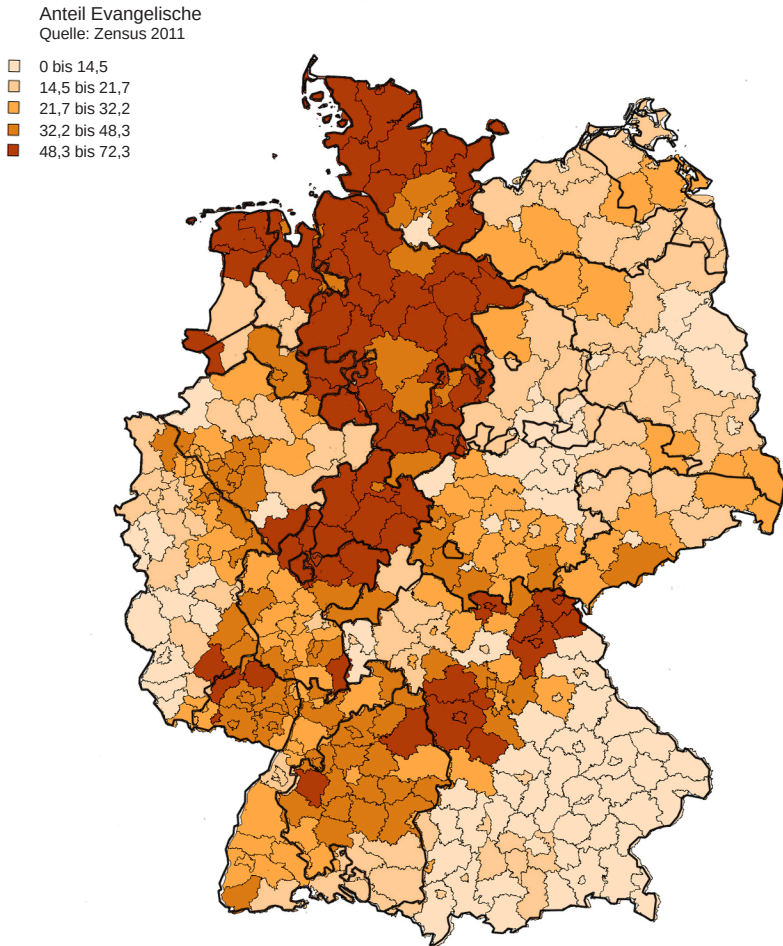 Anteil Evangelische
Quelle: Zensus 2011
0 bis 14,5
14,5 bis 21,7
21,7 bis 32,2
32,2 bis 48,3
48,3 bis 72,3